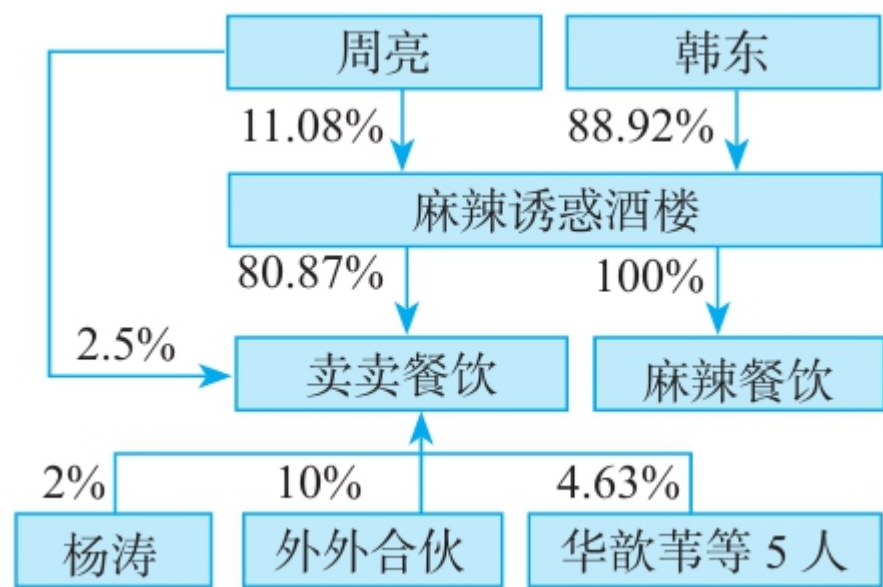 周亮
韩东
11.08%
88.92%
麻辣诱惑酒楼
80.87%
100%
2.5%
卖卖餐饮
麻辣餐饮
2%
10%
4.63%
杨涛
外外合伙
华歆苇等 5 人